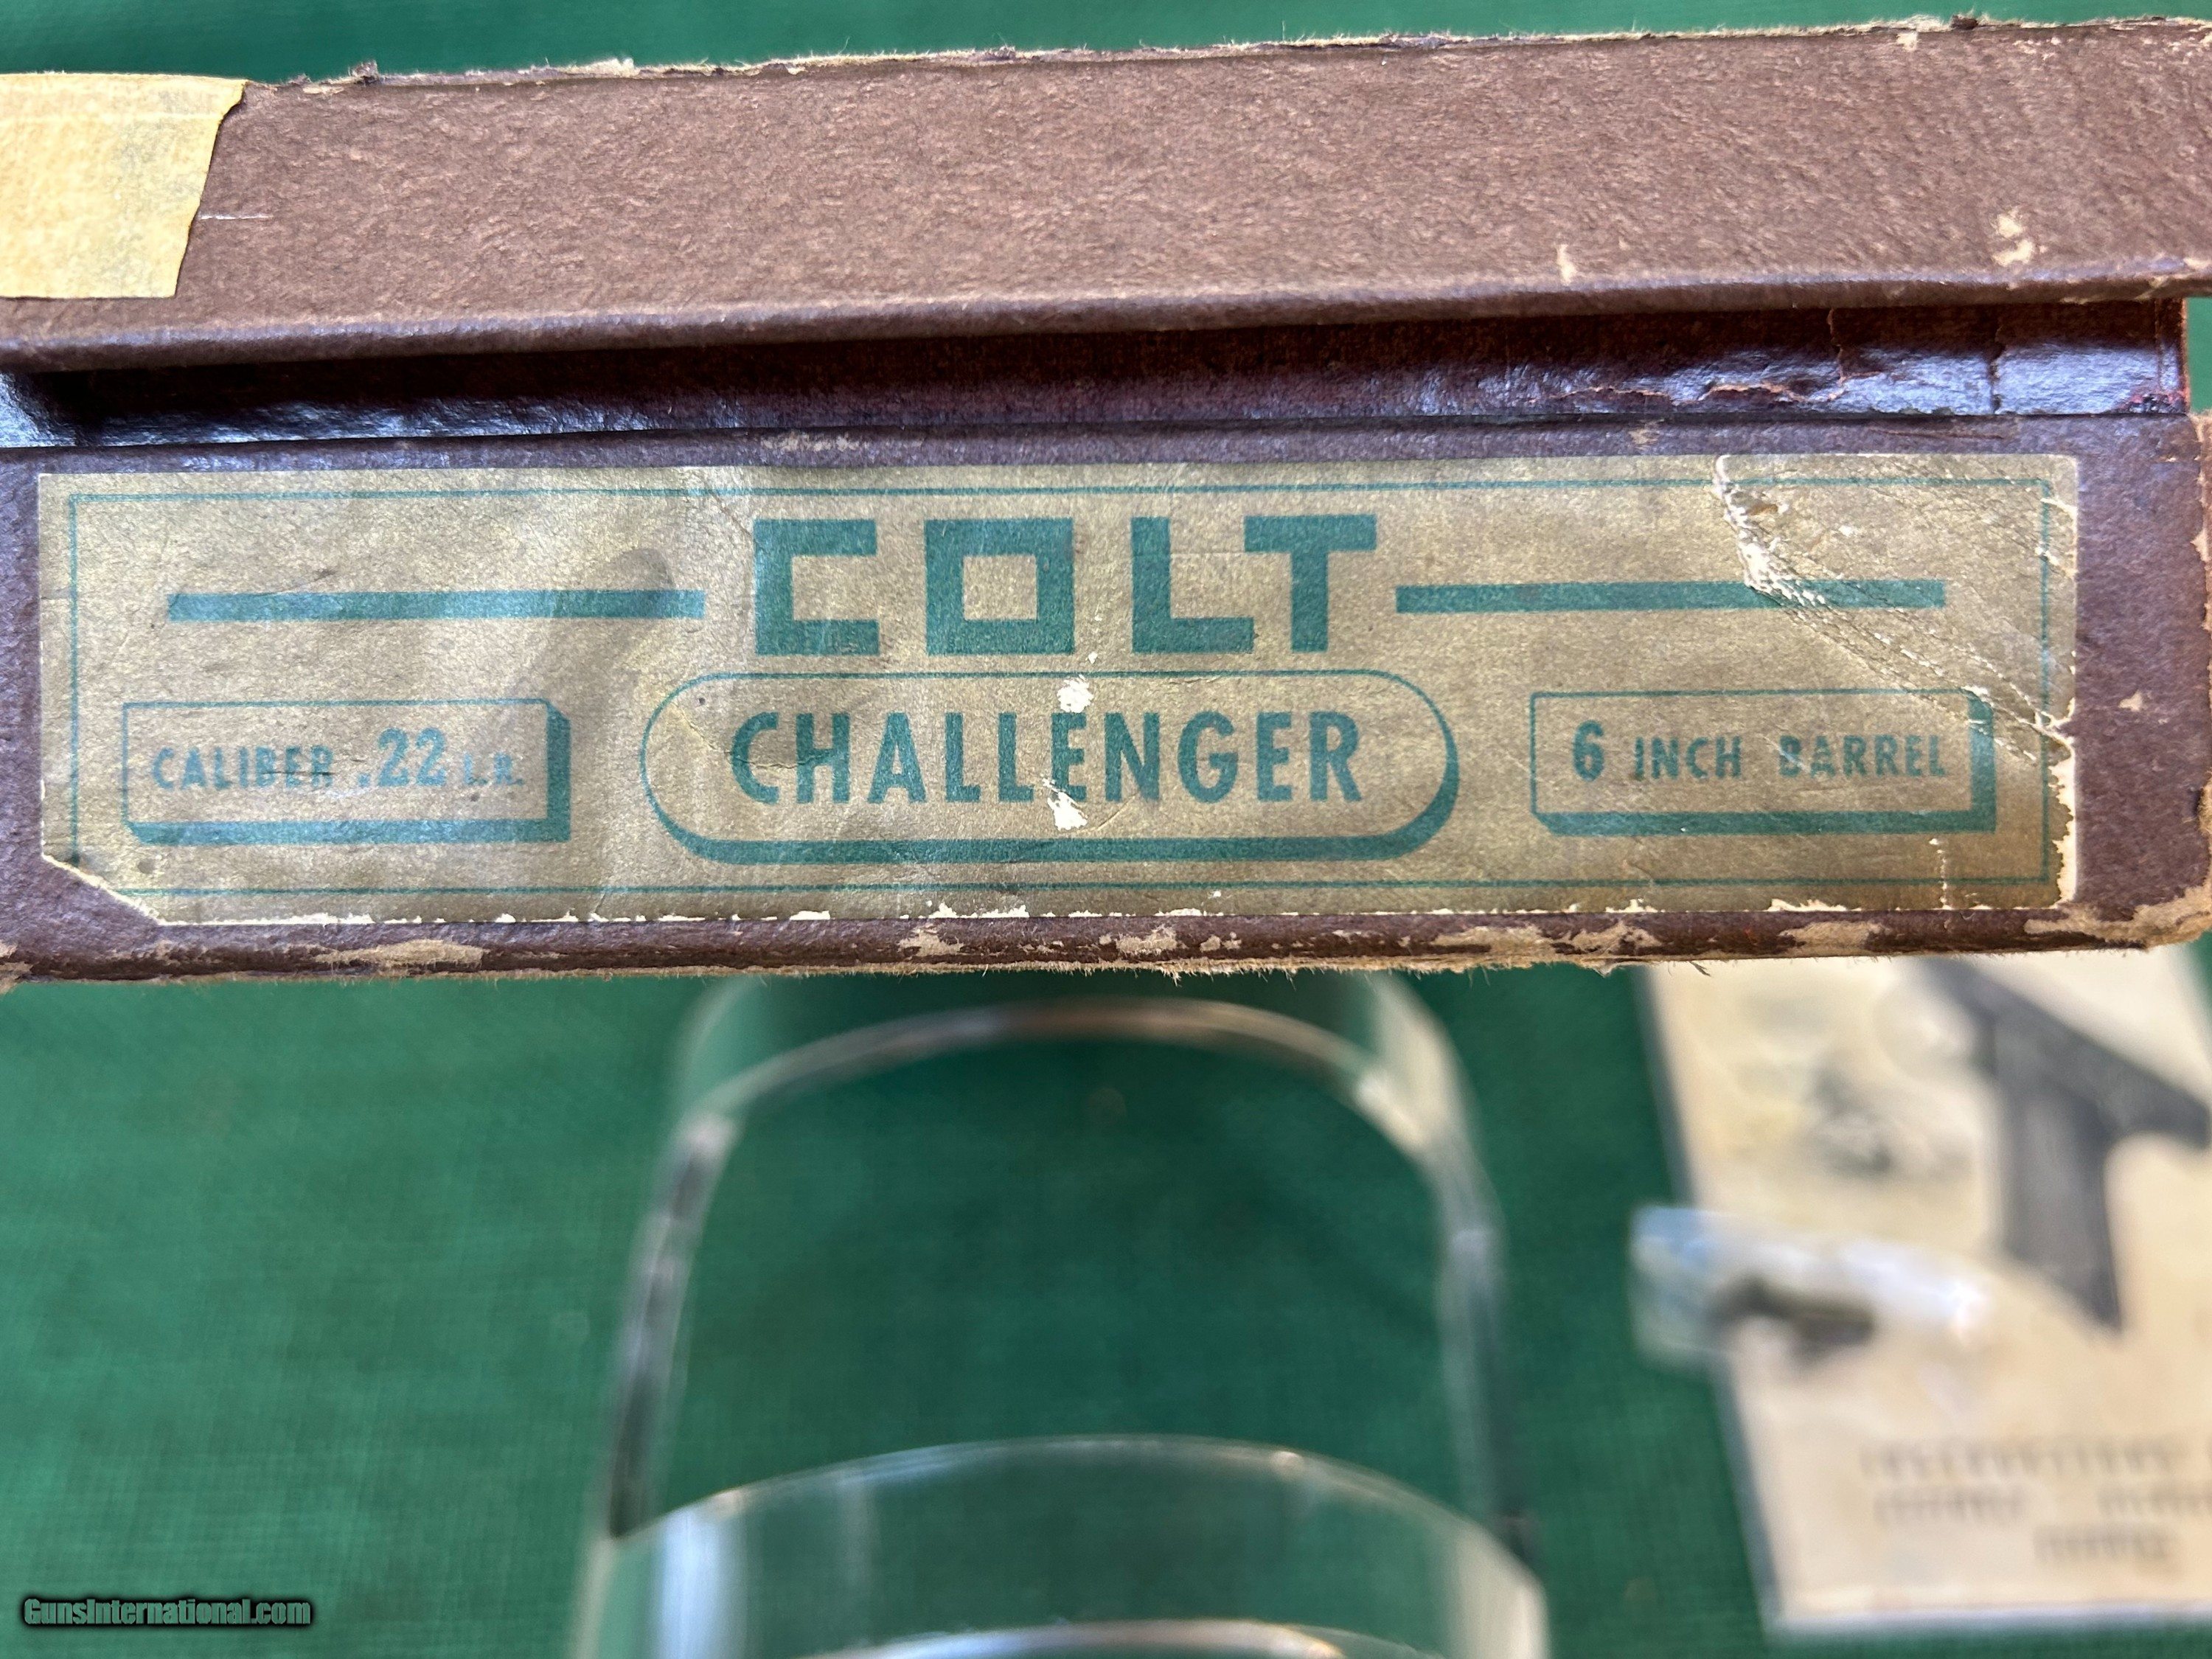 COLT
CALIBER .22 L.R.
CHALLENGER
6 INCH BARREL
GunsInternational.com